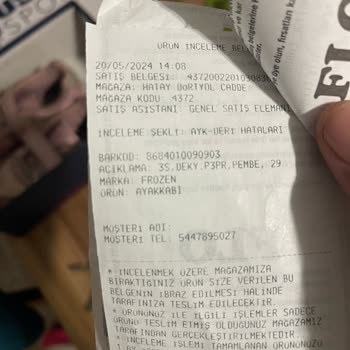 ÜRÜN İNCELEME
20/05/2024 14:08
SATIŞ BELGESİ:
MAĞAZA: HATAY DöRTYOL CADDE
MAGAZA KODU: 4372
SATIŞ ASİSTANI: GENEL SATIŞ ELEMANI
İNCELEME ŞEKLİ: AYK-DERİ HATALARI
BARKOD: 8684010090903
AÇIKLAMA: 3S, DEKY.P3PR,PEMBE, 29
MARKA: FROZEN
ÜRÜN: AYAKKABI
MÜŞTERİ ADI:
MÜŞTERİ TEL: 5447895027
* İNCELENMEK ÜZERE MAĞAZAMIZA
BIRAKTIĞINIZ ÜRÜN SİZE VERİLEN BU
BELGENİN İBRAZ EDİLMESİ HALİNDE
TARAFINIZA TESLİM EDİLECEKTİR.
* ÜRÜNÜNÜZ İLE İLGİLİ İŞLEMLER SADECE
ÜRÜNÜ TESLİM ETMİŞ OLDUĞUNUZ MAĞAZAMIZ
TARAFINDAN GERÇEKLEŞTİRİLMEKTEDİR.
* İNCELEME İŞLEMİ TAMAMLANAN ÜRÜNÜNÜZÜ